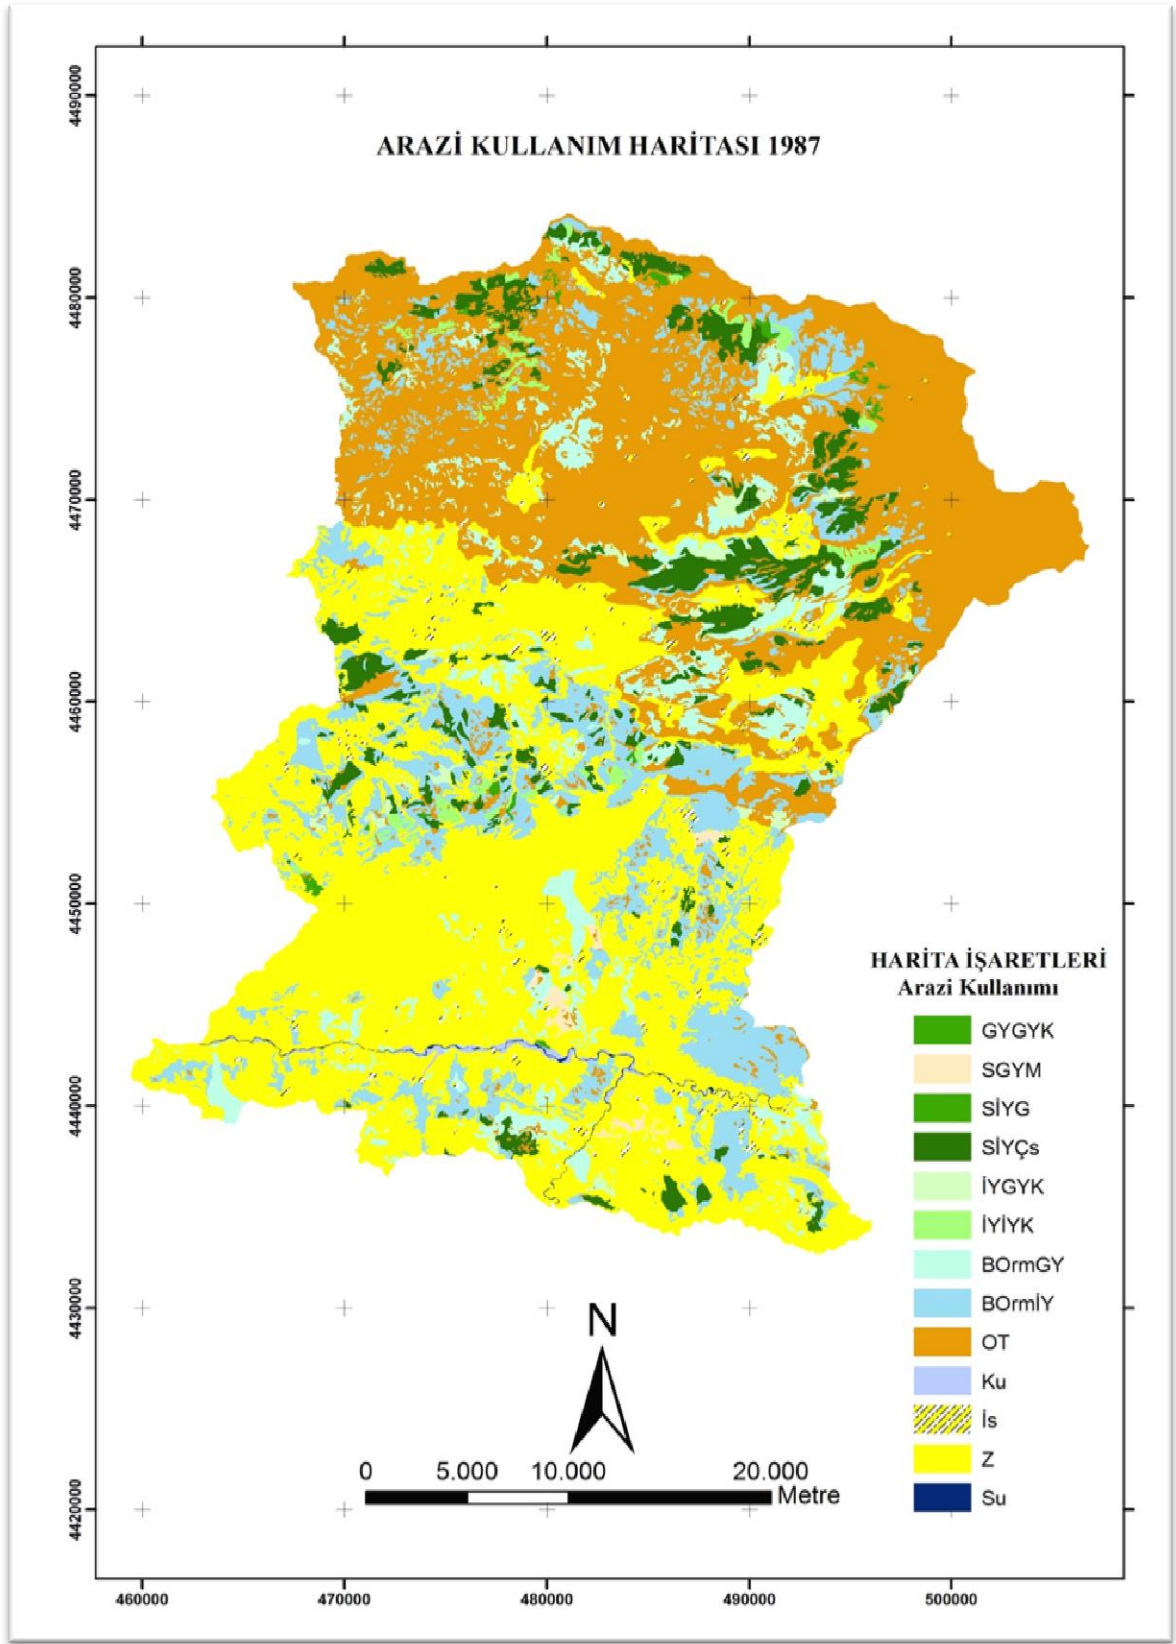 ARAZİ KULLANIM HARİTASI 1987
4490000
4480000
4470000
4460000
4450000
4440000
4430000
4420000
HARİTA İŞARETLERİ
Arazi Kullanımı
GYGYK
SGYM
SİYG
SİYÇs
İYGYK
İYİYK
BOrmGY
BOrmİY
OT
Ku
İs
Z
Su
N
0 5.000 10.000 20.000
Metre
460000 470000 480000 490000 500000